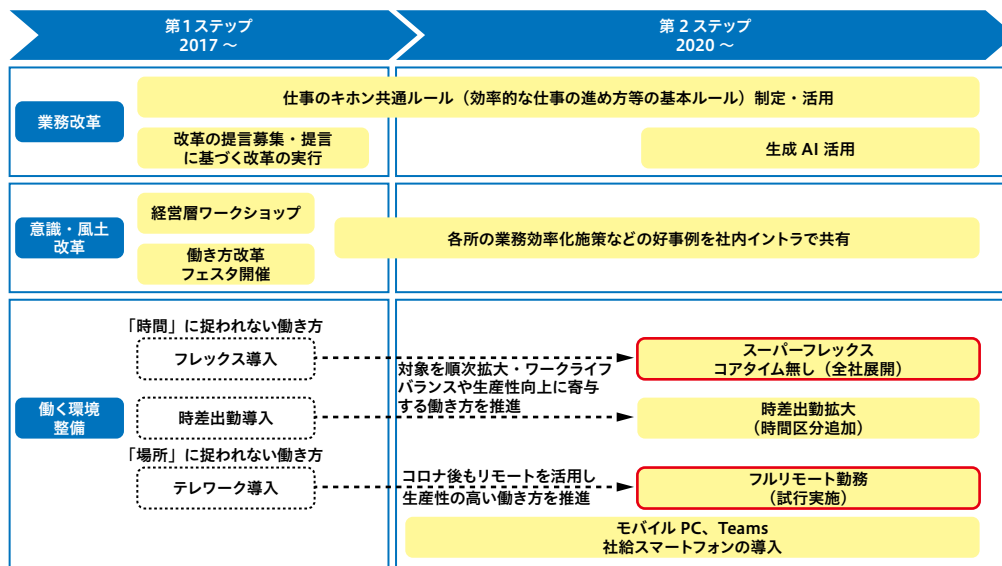 第1ステップ
2017 ～
第 2 ステップ
2020 ～
業務改革
仕事のキホン共通ルール（効率的な仕事の進め方等の基本ルール）制定・活用
改革の提言募集・提言
に基づく改革の実行
生成 AI 活用
意識・風土
改革
経営層ワークショップ
働き方改革
フェスタ開催
各所の業務効率化施策などの好事例を社内イントラで共有
働く環境
整備
「時間」に捉われない働き方
フレックス導入
対象を順次拡大・ワークライフ
バランスや生産性向上に寄与
する働き方を推進
スーパーフレックス
コアタイム無し（全社展開）
時差出勤導入
時差出勤拡大
（時間区分追加）
「場所」に捉われない働き方
テレワーク導入
コロナ後もリモートを活用し
生産性の高い働き方を推進
フルリモート勤務
（試行実施）
モバイル PC、Teams
社給スマートフォンの導入